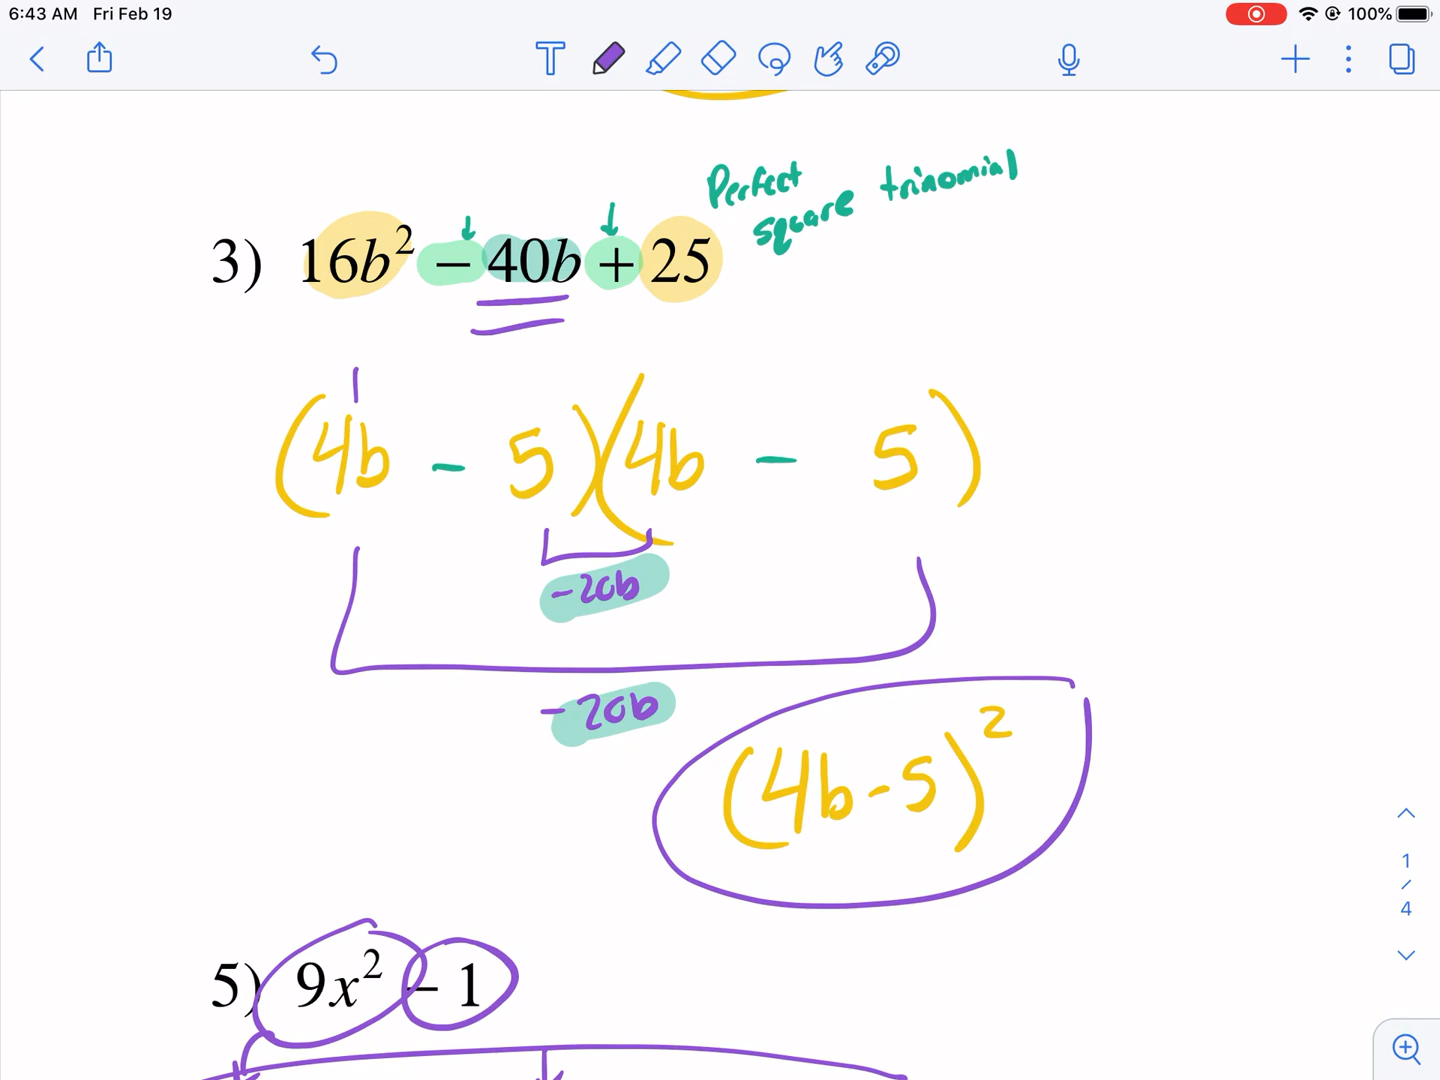 6:43 AM Fri Feb 19
100%
T
Perfect
square trinomial
3) 16b² − 40b + 25
(4b - 5)(4b - 5)
-20b
-20b
(4b-5)²
1
/
4
5) 9x² − 1